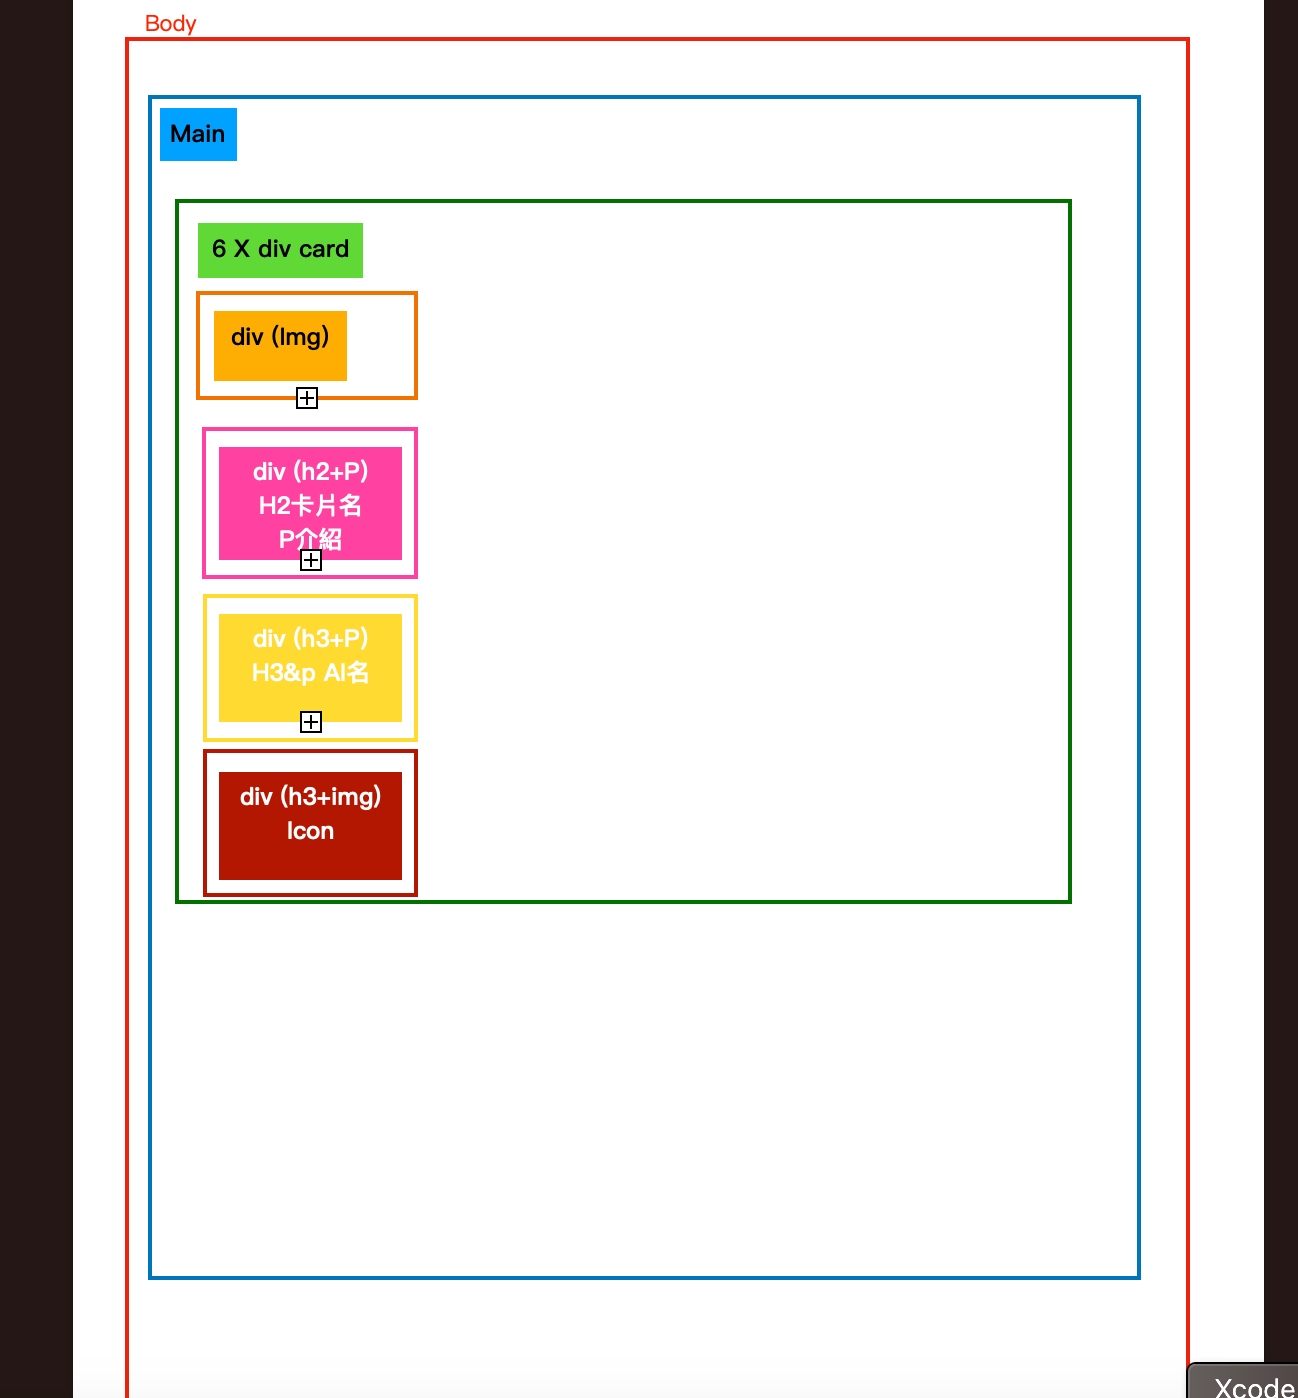 Body
Main
6 X div card
div (Img)
div (h2+P)
H2卡片名
P介紹
div (h3+P)
H3&p AI名
div (h3+img)
Icon
Xcode